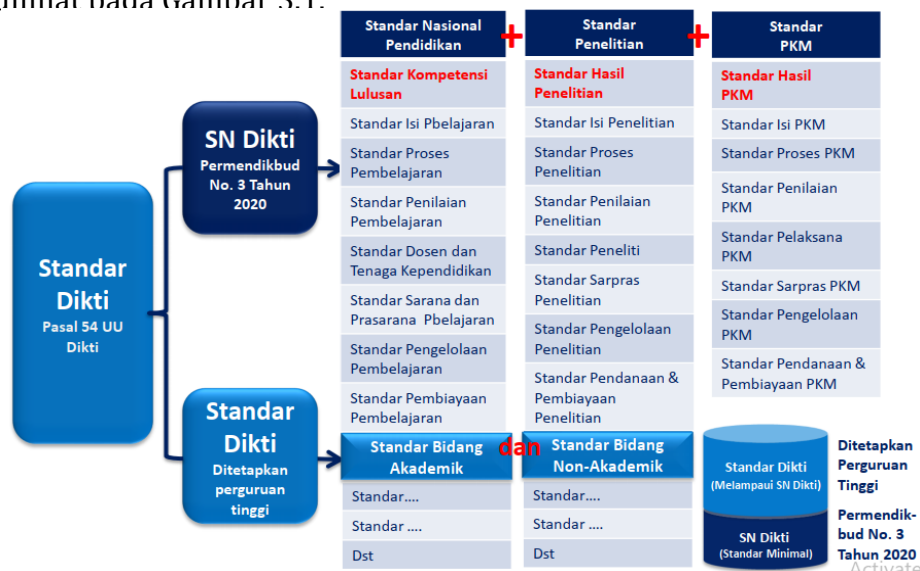 pada Gambar 3.1.
Standar Dikti
Pasal 54 UU
Dikti
SN Dikti
Permendikbud
No. 3 Tahun
2020
Standar
Dikti
Ditetapkan
perguruan
tinggi
Standar Nasional
Pendidikan
Standar Kompetensi
Lulusan
Standar Isi Pbelajaran
Standar Proses
Pembelajaran
Standar Penilaian
Pembelajaran
Standar Dosen dan
Tenaga Kependidikan
Standar Sarana dan
Prasarana Pbelajaran
Standar Pengelolaan
Pembelajaran
Standar Pembiayaan
Pembelajaran
+
Standar
Penelitian
Standar Hasil
Penelitian
Standar Isi Penelitian
Standar Proses
Penelitian
Standar Penilaian
Penelitian
Standar Peneliti
Standar Sarpras
Penelitian
Standar Pengelolaan
Penelitian
Standar Pendanaan &
Pembiayaan
Penelitian
+
Standar
PKM
Standar Hasil
PKM
Standar Isi PKM
Standar Proses PKM
Standar Penilaian
PKM
Standar Pelaksana
PKM
Standar Sarpras PKM
Standar Pengelolaan
PKM
Standar Pendanaan &
Pembiayaan PKM
Standar Bidang
Akademik
Standar....
Standar ....
Dst
dan
Standar Bidang
Non-Akademik
Standar....
Standar ....
Dst
Standar Dikti
(Melampaui SN Dikti)
SN Dikti
(Standar Minimal)
Ditetapkan
Perguruan
Tinggi
Permendik-
bud No. 3
Tahun 2020